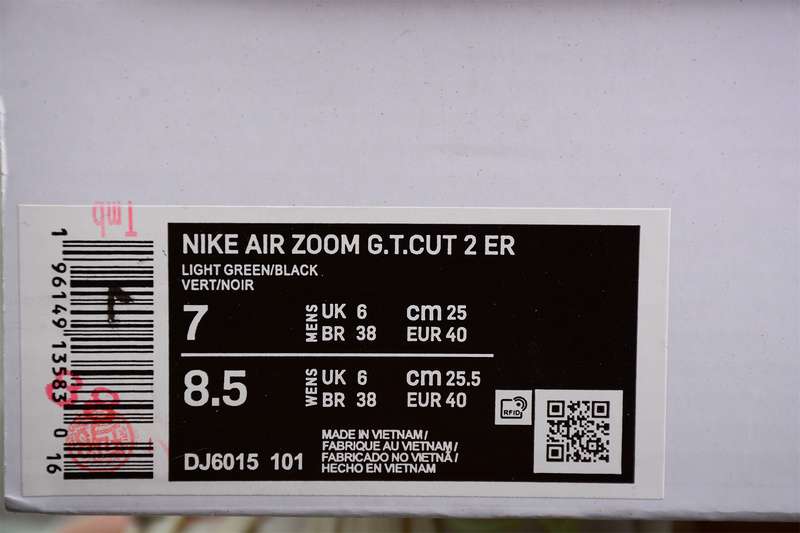 NIKE AIR ZOOM G.T.CUT 2 ER
LIGHT GREEN/BLACK
VERT/NOIR
7
MENS
UK 6 cm 25
BR 38 EUR 40
8.5
WENS
UK 6 cm 25.5
BR 38 EUR 40
DJ6015 101
MADE IN VIETNAM /
FABRIQUE AU VIETNAM /
FABRICADO NO VIETNÃ /
HECHO EN VIETNAM
RFID
1 96149 13583 0 16